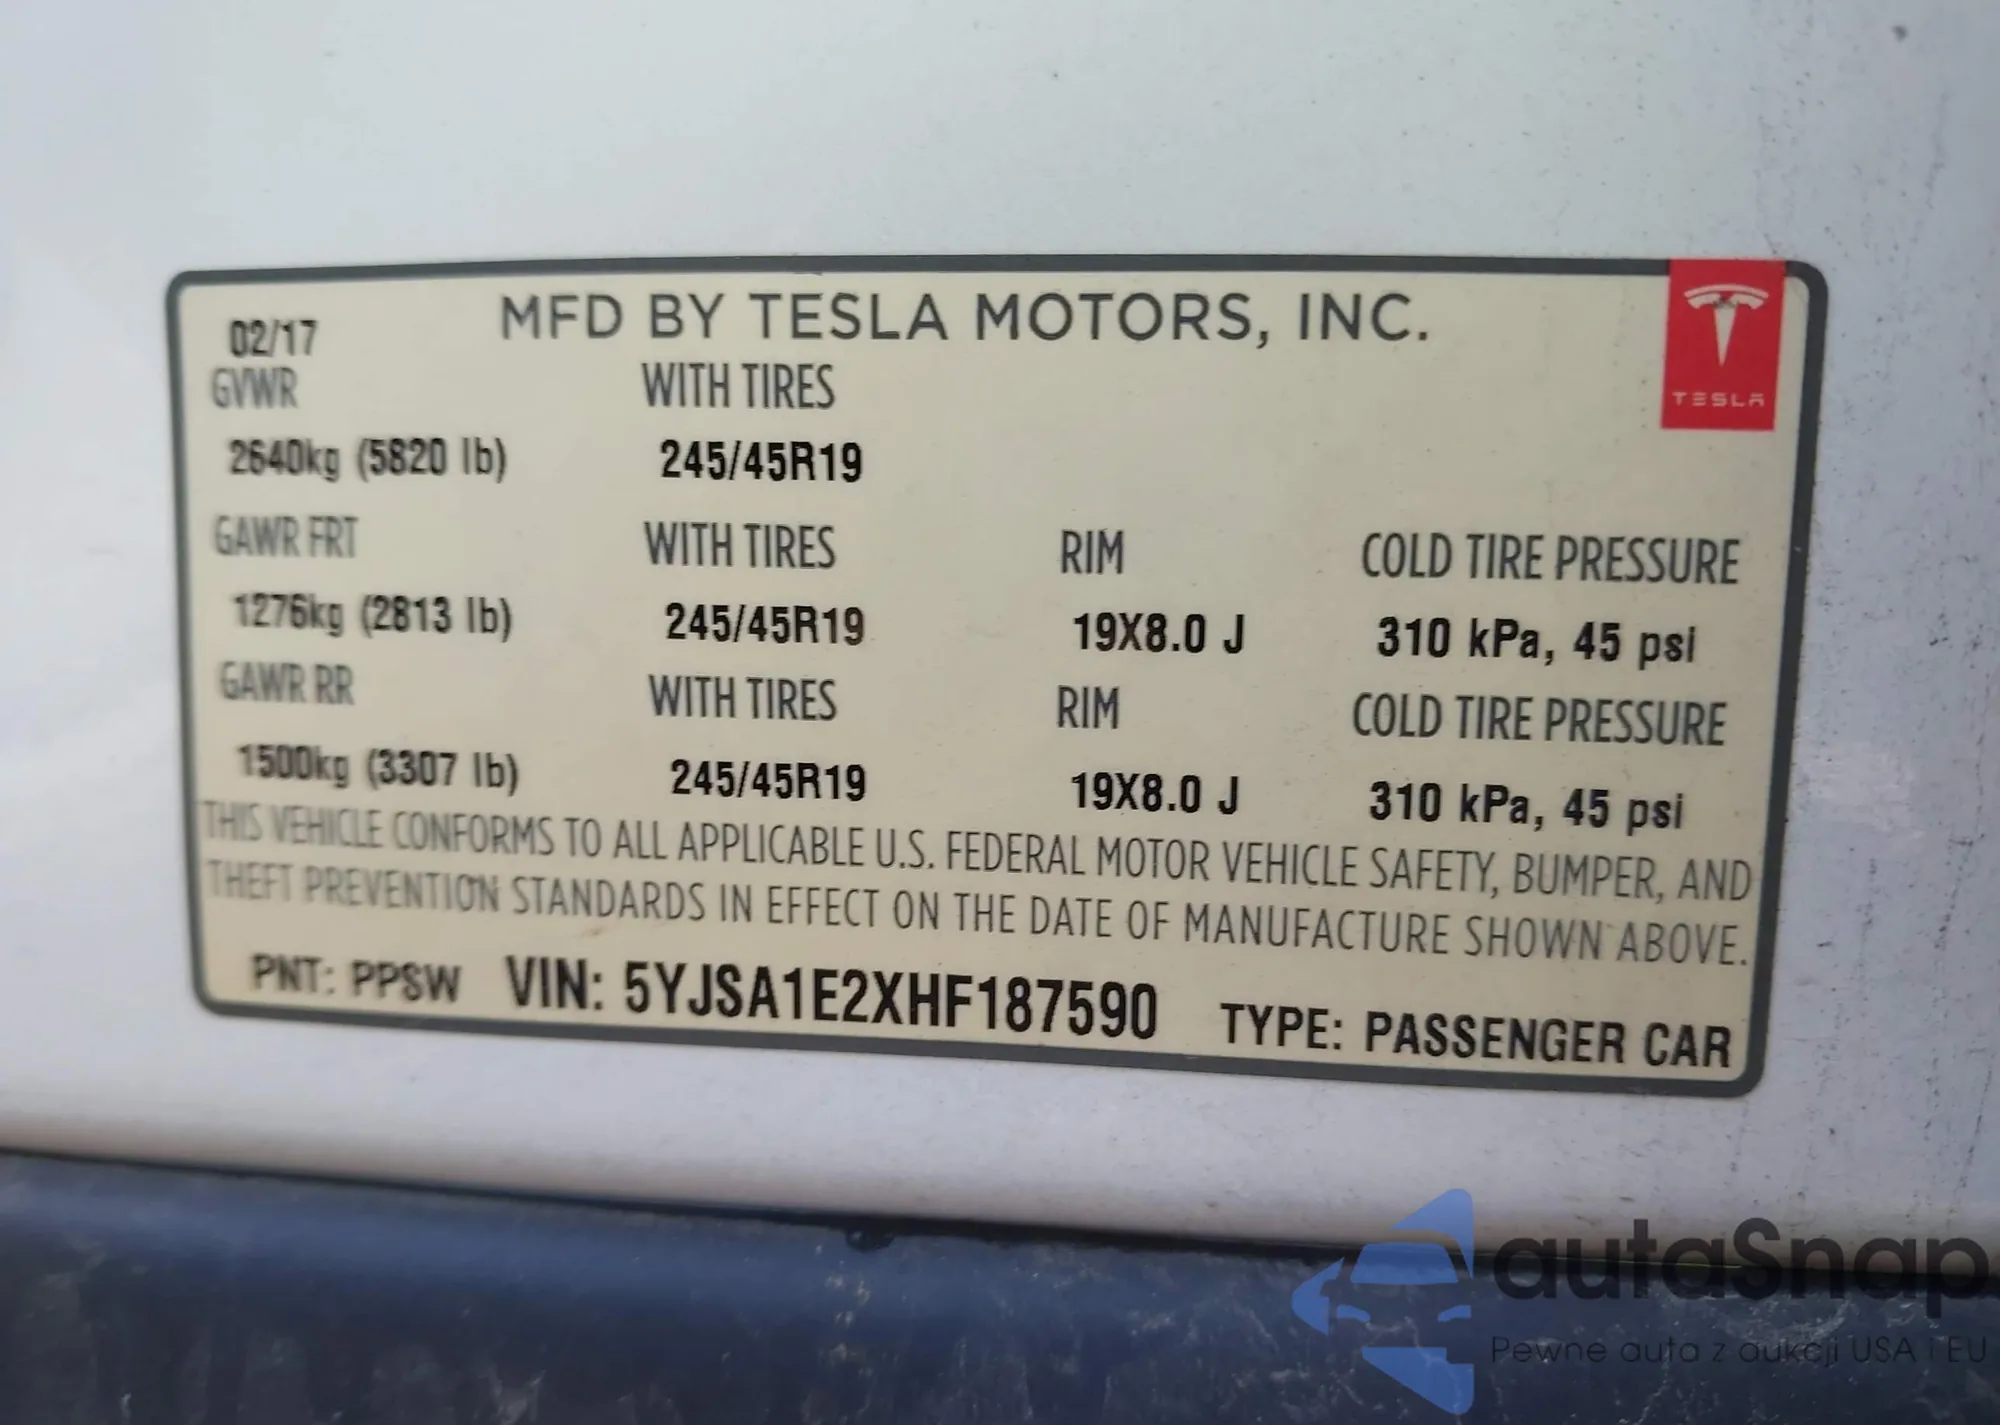 02/17 MFD BY TESLA MOTORS, INC.
TESLA
GVWR WITH TIRES
2640kg (5820 lb) 245/45R19
GAWR FRT WITH TIRES RIM COLD TIRE PRESSURE
1276kg (2813 lb) 245/45R19 19X8.0 J 310 kPa, 45 psi
GAWR RR WITH TIRES RIM COLD TIRE PRESSURE
1500kg (3307 lb) 245/45R19 19X8.0 J 310 kPa, 45 psi
THIS VEHICLE CONFORMS TO ALL APPLICABLE U.S. FEDERAL MOTOR VEHICLE SAFETY, BUMPER, AND
THEFT PREVENTION STANDARDS IN EFFECT ON THE DATE OF MANUFACTURE SHOWN ABOVE.
PNT: PPSW VIN: 5YJSA1E2XHF187590 TYPE: PASSENGER CAR
autaSnap
Pewne auta z aukcji USA i EU